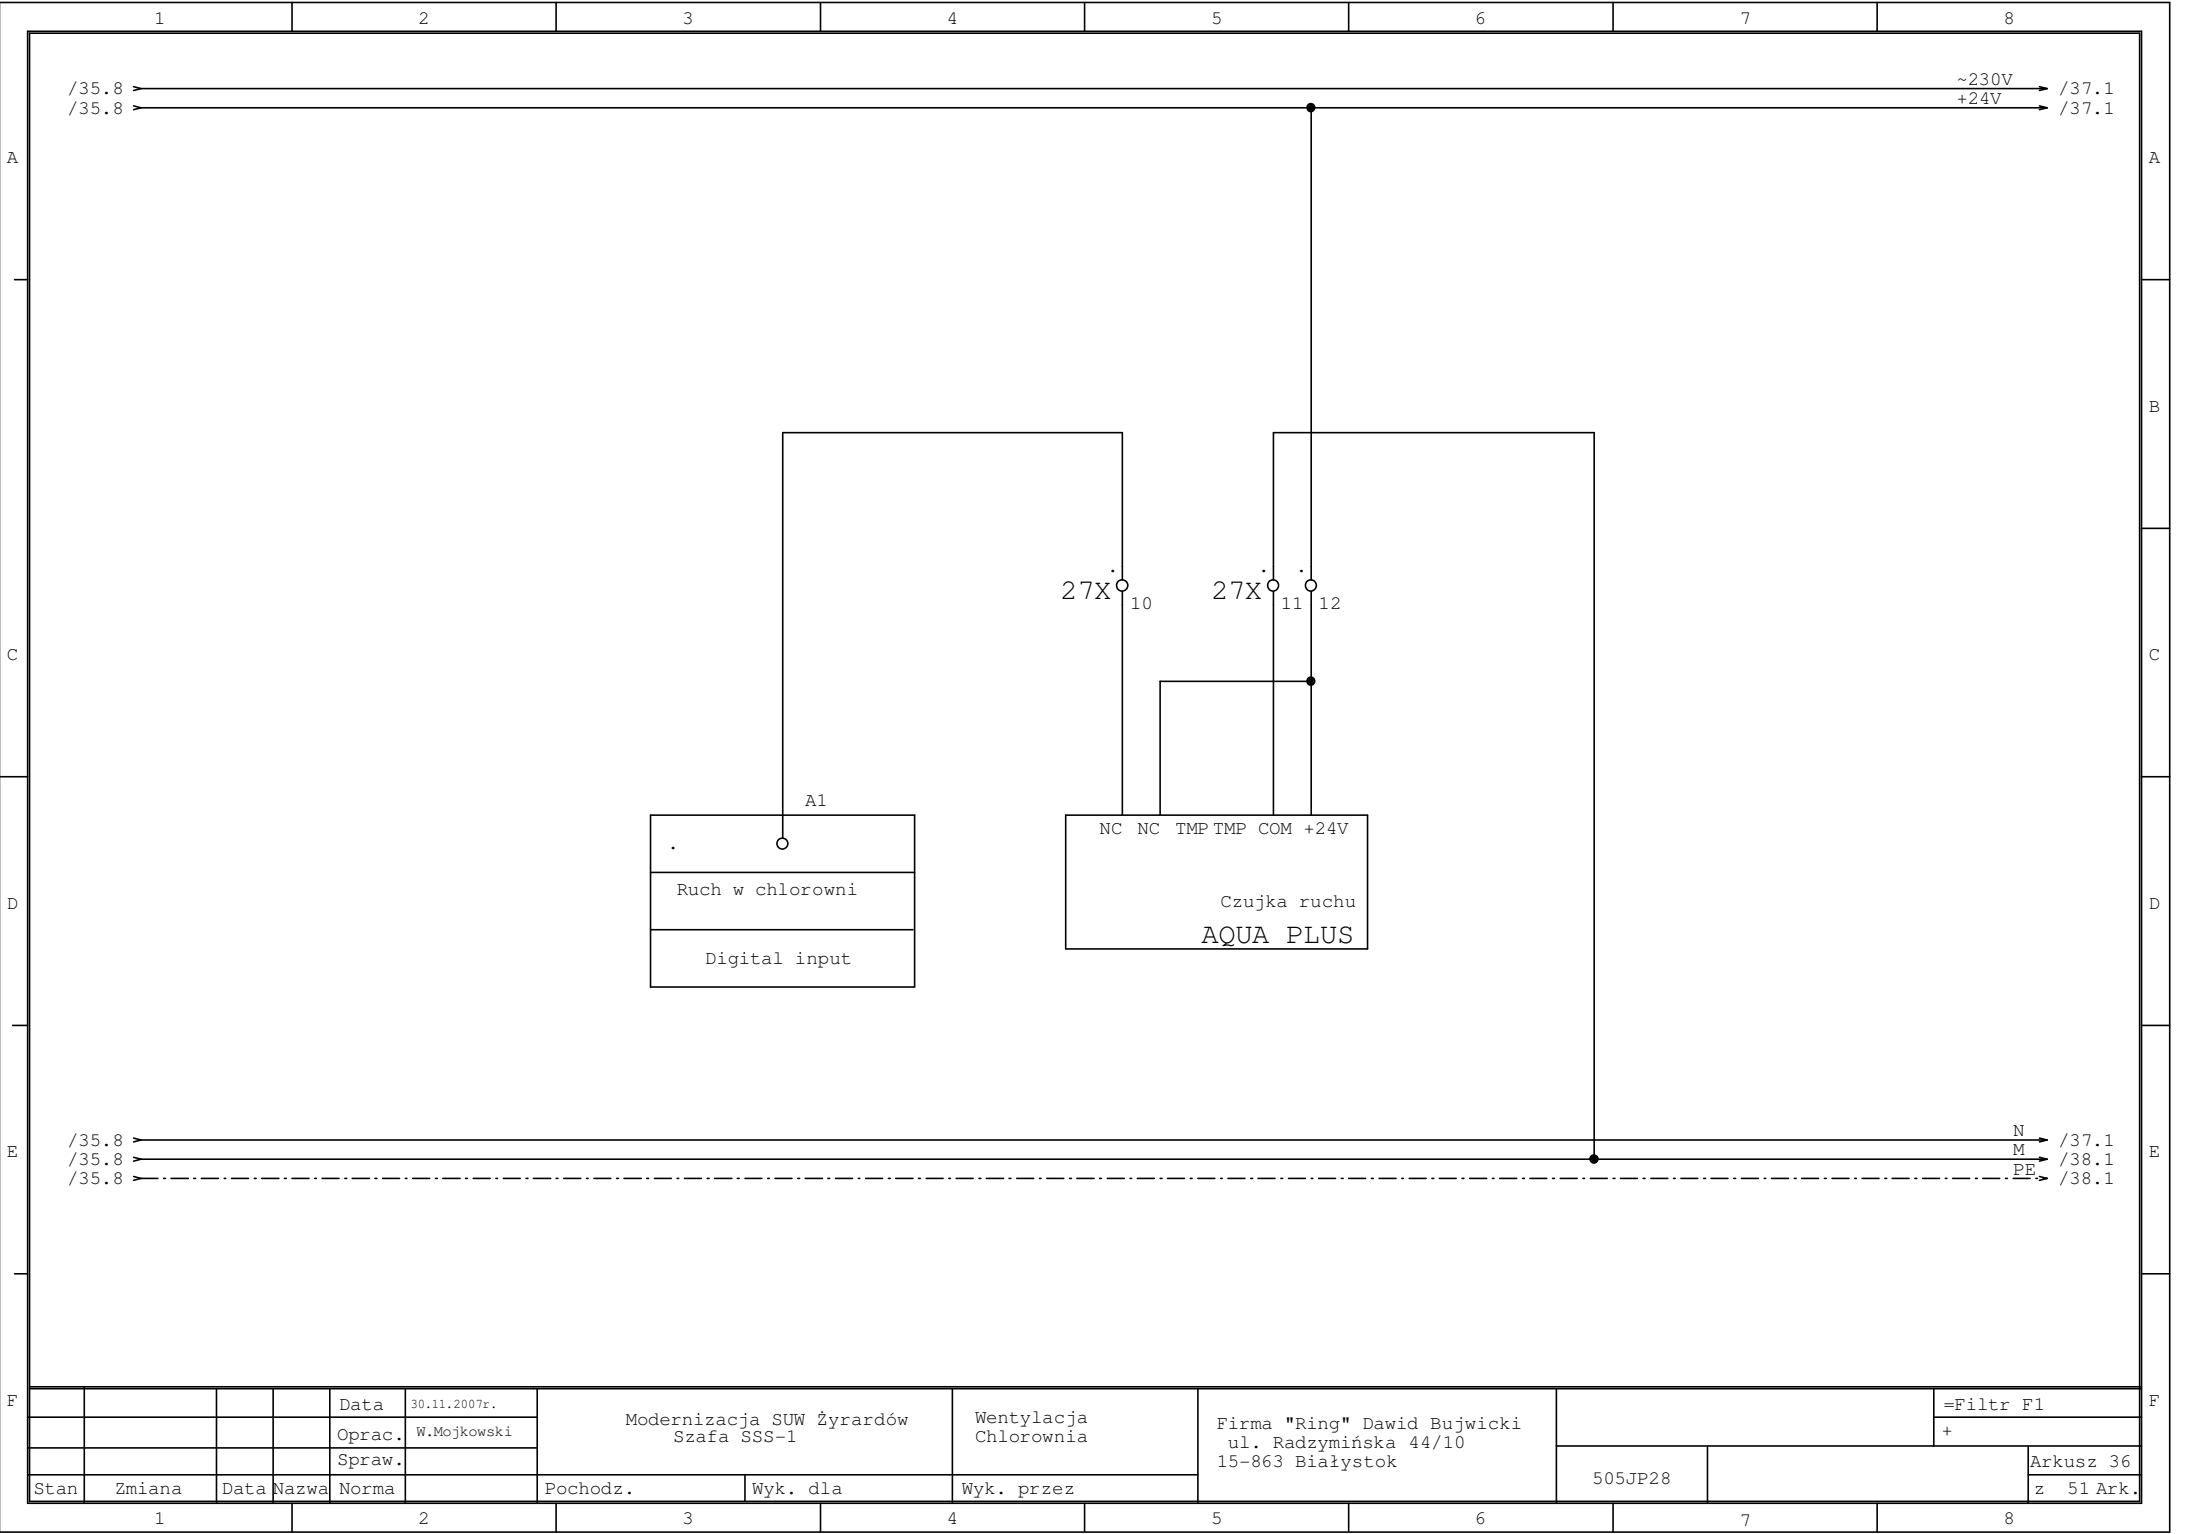 1 2 3 4 5 6 7 8
/35.8 ~230V /37.1
/35.8 +24V /37.1
A A
B
27X 10 27X 11 12
C C
A1
NC NC TMP TMP COM +24V
.
Ruch w chlorowni
D Czujka ruchu D
AQUA PLUS
Digital input
/35.8 N /37.1
E /35.8 M /38.1 E
/35.8 PE /38.1
F F
Data 30.11.2007r.
Oprac. W.Mojkowski
Spraw.
Stan Zmiana Data Nazwa Norma
Modernizacja SUW Żyrardów
Szafa SSS-1
Pochodz. Wyk. dla
Wentylacja
Chlorownia
Wyk. przez
Firma "Ring" Dawid Bujwicki
ul. Radzymińska 44/10
15-863 Białystok
505JP28
=Filtr F1
+
Arkusz 36
z 51 Ark.
1 2 3 4 5 6 7 8